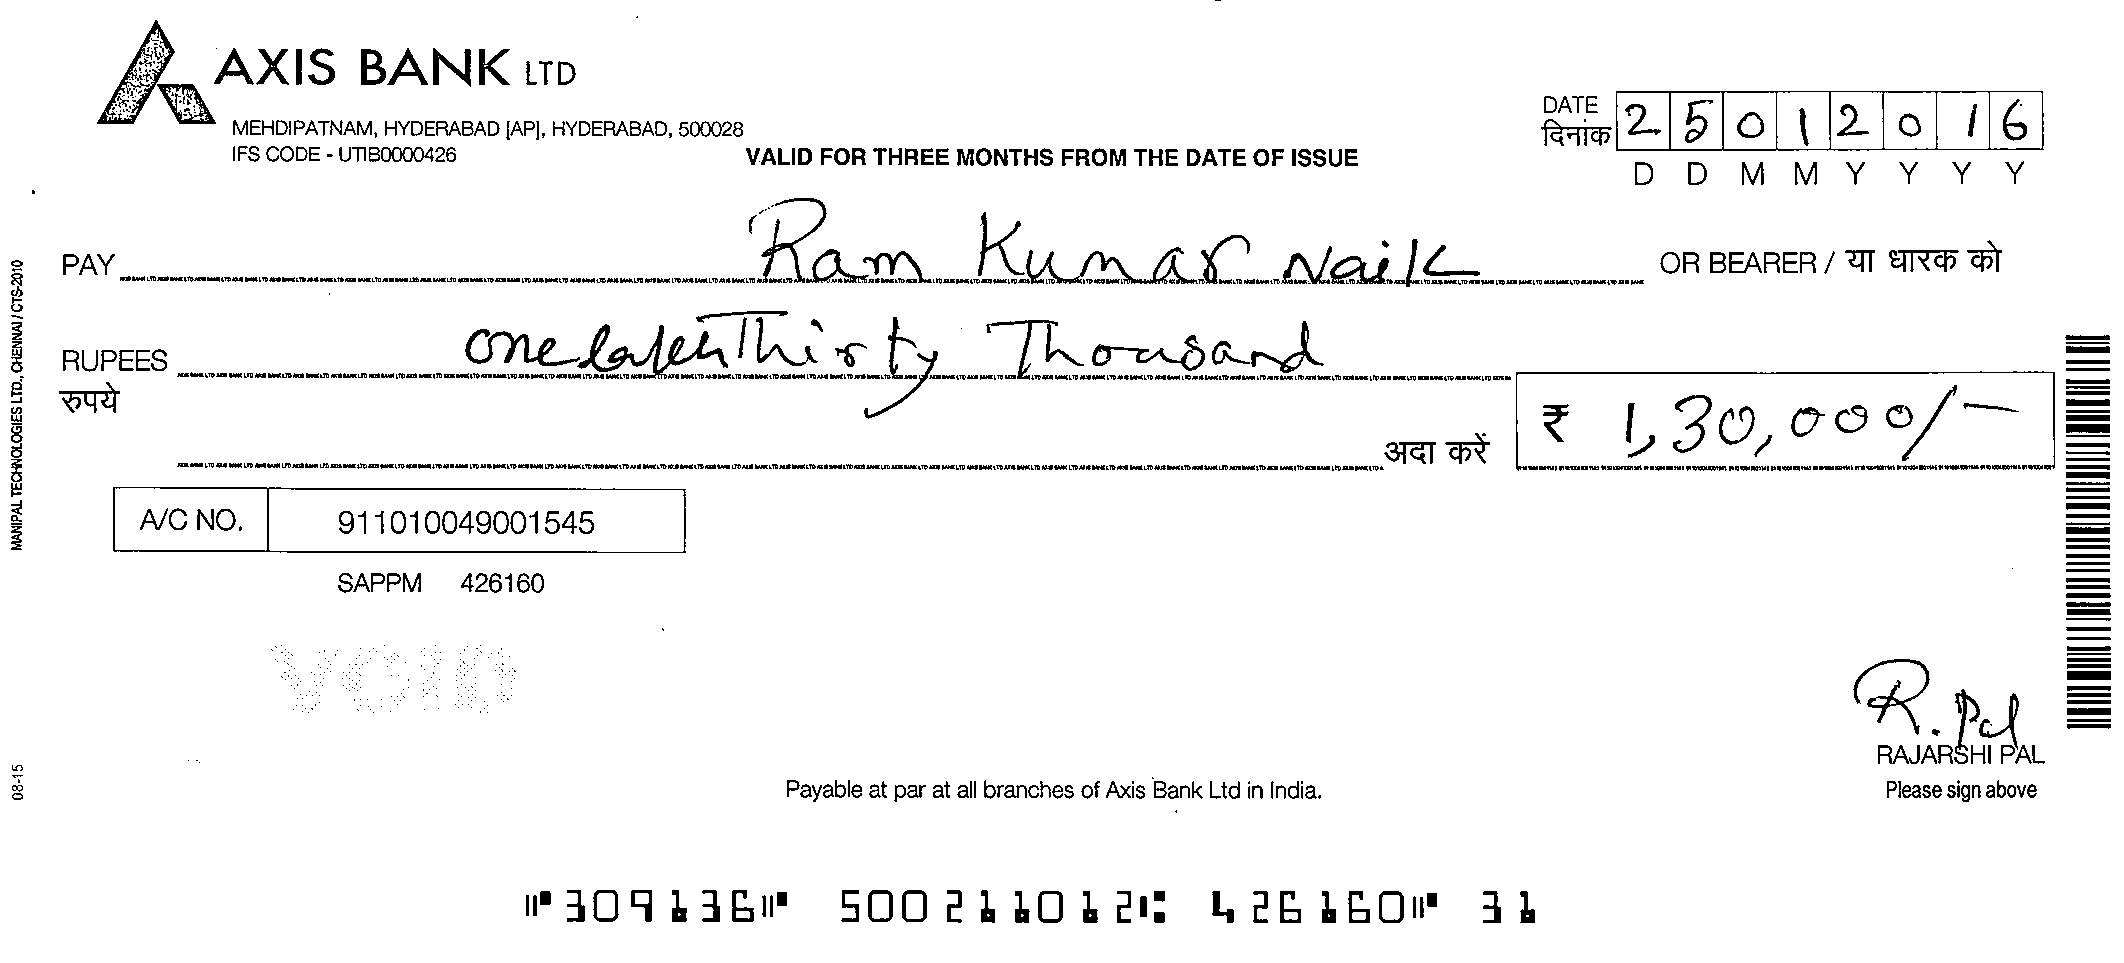 AXIS BANK LTD
MEHDIPATNAM, HYDERABAD [AP], HYDERABAD, 500028
IFS CODE - UTIB0000426
VALID FOR THREE MONTHS FROM THE DATE OF ISSUE
DATE
दिनांक 2 5 0 1 2 0 1 6
D D M M Y Y Y Y
PAY Ram Kumar Naik OR BEARER / या धारक को
RUPEES One lakh Thirty Thousand
रुपये
अदा करें ₹ 1,30,000/-
A/C NO. 911010049001545
SAPPM 426160
VOID
R. Pal
RAJARSHI PAL
Please sign above
Payable at par at all branches of Axis Bank Ltd in India.
MANIPAL TECHNOLOGIES LTD., CHENNAI / CTS-2010
08-15
⑈309136⑈ 500211012⑆ 426160⑈ 31